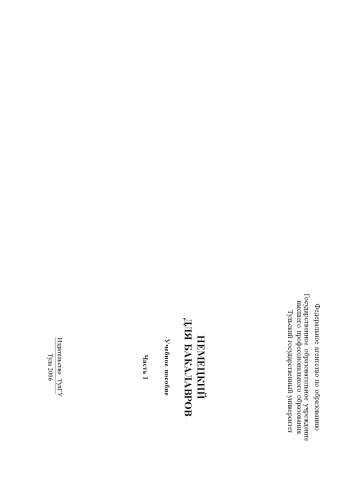 Федеральное агентство по образованию
Государственное образовательное учреждение
высшего профессионального образования
Тульский государственный университет
НЕМЕЦКИЙ
ДЛЯ БАКАЛАВРОВ
Учебное пособие
Часть 1
Издательство ТулГУ
Тула 2006